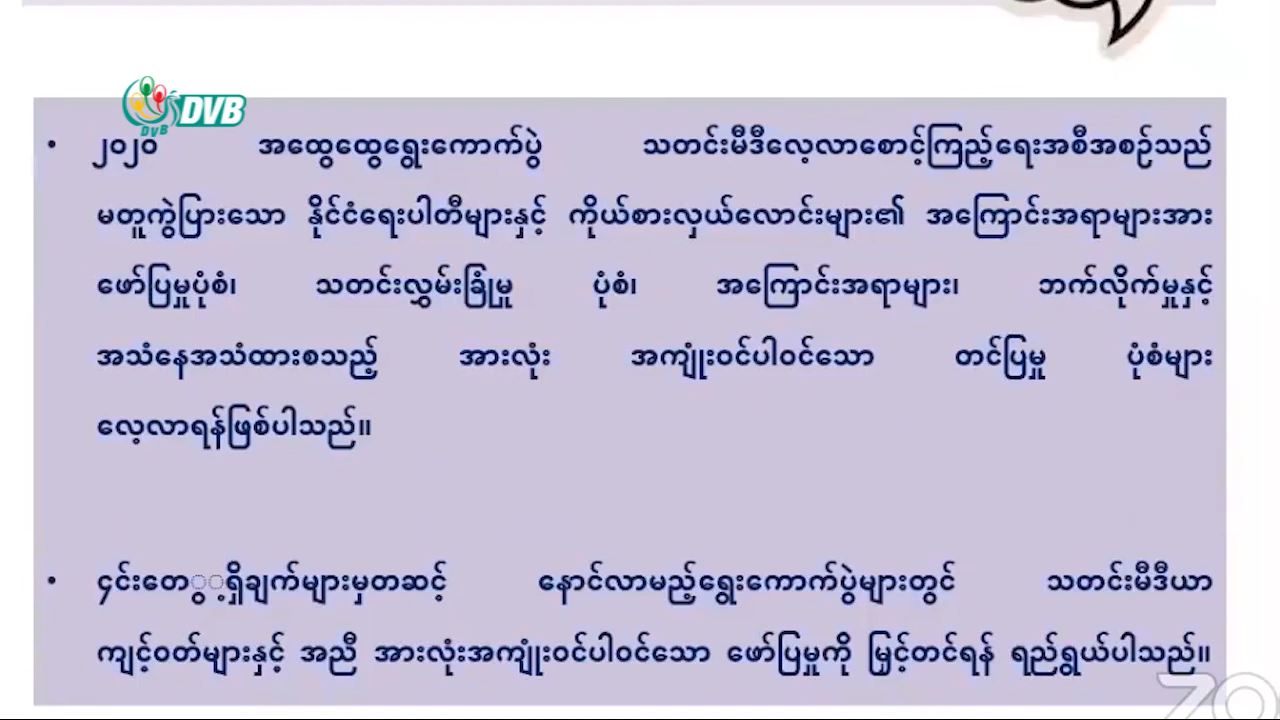 DVB
DVB
• ၂၀၂၀ အထွေထွေရွေးကောက်ပွဲ သတင်းမီဒီလေ့လာစောင့်ကြည့်ရေးအစီအစဉ်သည်
မတူကွဲပြားသော နိုင်ငံရေးပါတီများနှင့် ကိုယ်စားလှယ်လောင်းများ၏ အကြောင်းအရာများအား
ဖော်ပြမှုပုံစံ၊ သတင်းလွှမ်းခြုံမှု ပုံစံ၊ အကြောင်းအရာများ၊ ဘက်လိုက်မှုနှင့်
အသံနေအသံထားစသည့် အားလုံး အကျုံးဝင်ပါဝင်သော တင်ပြမှု ပုံစံများ
လေ့လာရန်ဖြစ်ပါသည်။
• ၄င်းတေွ့ရှိချက်များမှတဆင့် နောင်လာမည့်ရွေးကောက်ပွဲများတွင် သတင်းမီဒီယာ
ကျင့်ဝတ်များနှင့် အညီ အားလုံးအကျုံးဝင်ပါဝင်သော ဖော်ပြမှုကို မြှင့်တင်ရန် ရည်ရွယ်ပါသည်။